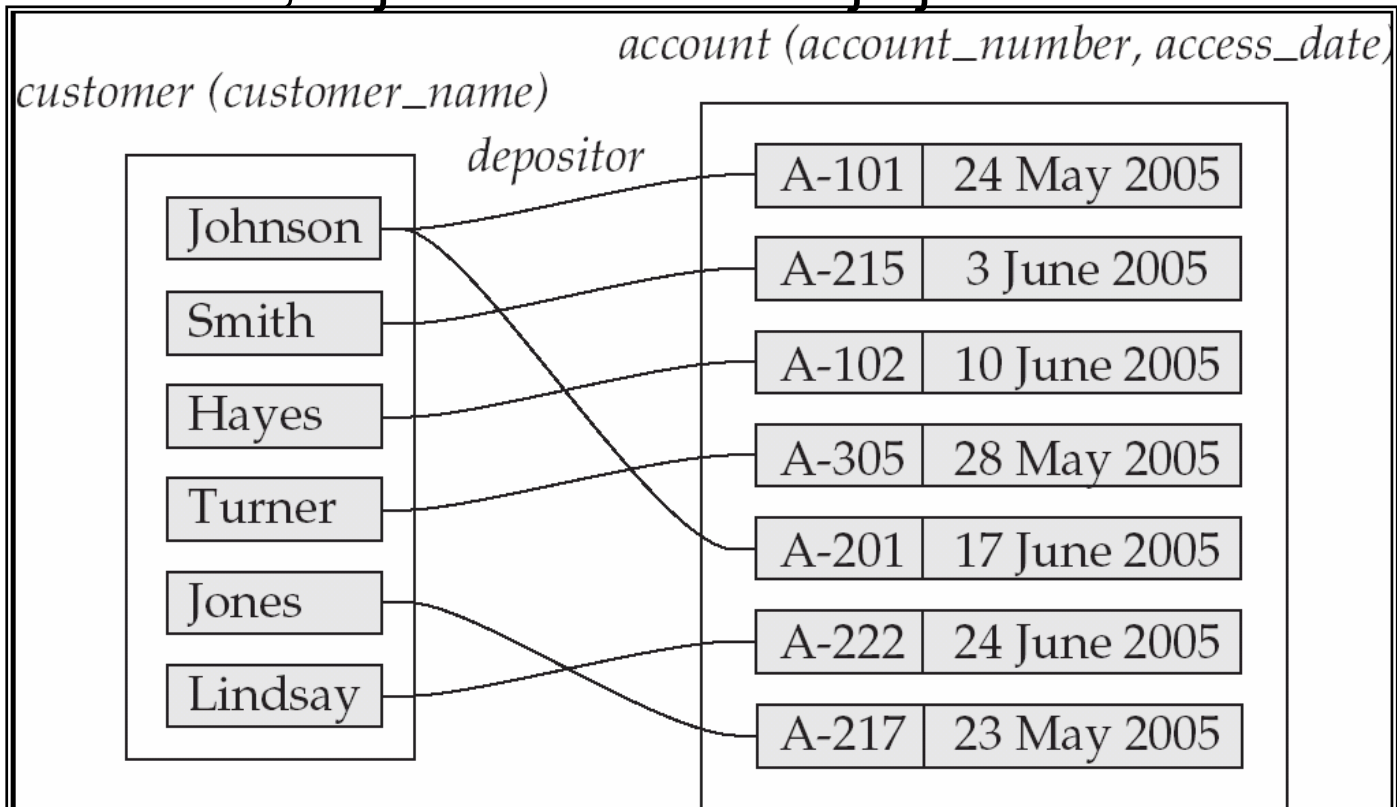 account (account_number, access_date)
customer (customer_name)
depositor
Johnson
Smith
Hayes
Turner
Jones
Lindsay
A-101 24 May 2005
A-215 3 June 2005
A-102 10 June 2005
A-305 28 May 2005
A-201 17 June 2005
A-222 24 June 2005
A-217 23 May 2005